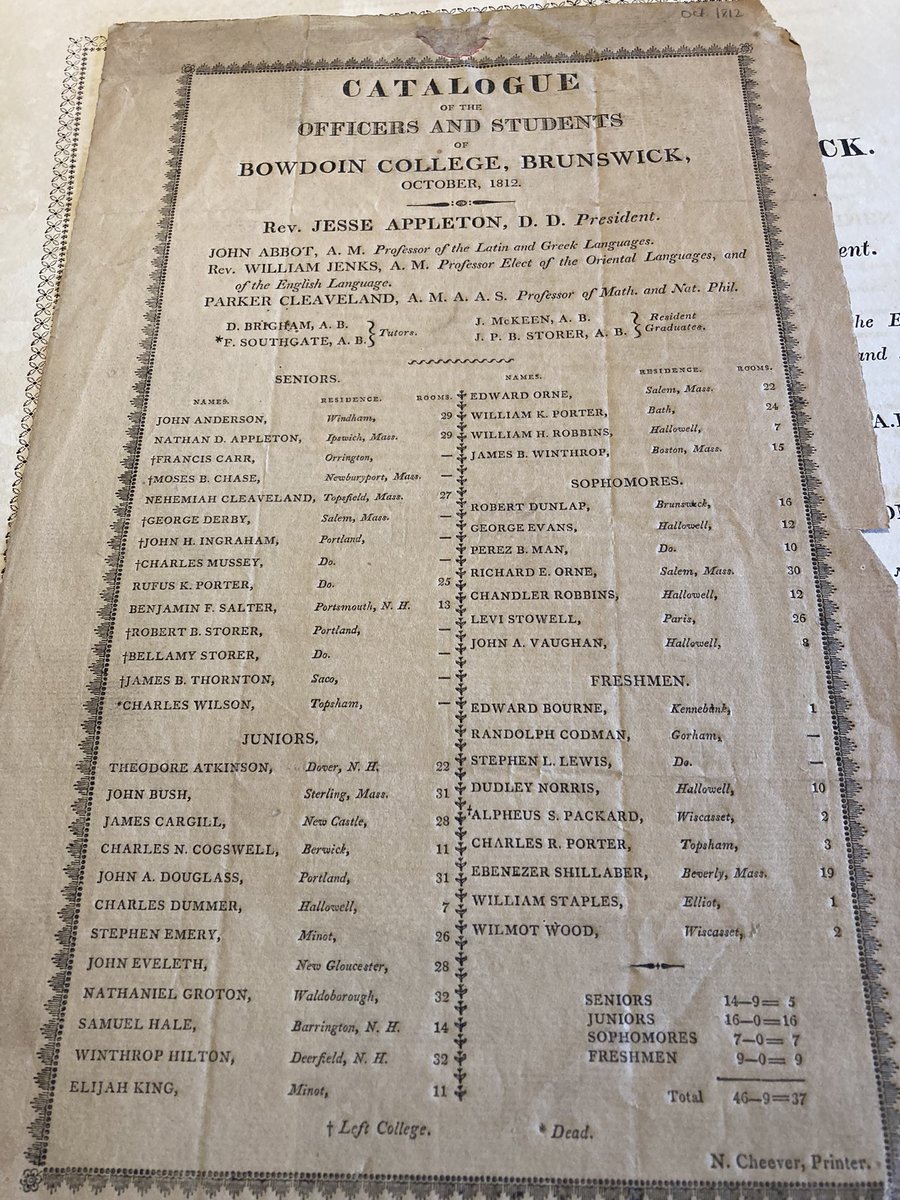 Oct 1812
CATALOGUE
OF THE
OFFICERS AND STUDENTS
OF
BOWDOIN COLLEGE, BRUNSWICK,
OCTOBER, 1812.
Rev. JESSE APPLETON, D. D. President.
JOHN ABBOT, A. M. Professor of the Latin and Greek Languages.
Rev. WILLIAM JENKS, A. M. Professor Elect of the Oriental Languages, and
of the English Language.
PARKER CLEAVELAND, A. M. A. A. S. Professor of Math. and Nat. Phil.
D. BRIGHAM, A. B.
*F. SOUTHGATE, A. B.
Tutors.
J. McKEEN, A. B.
J. P. B. STORER, A. B.
Resident
Graduates.
SENIORS.
NAMES. RESIDENCE. ROOMS.
JOHN ANDERSON, Windham, 29
NATHAN D. APPLETON, Ipswich, Mass. 29
†FRANCIS CARR, Orrington, —
†MOSES B. CHASE, Newburyport, Mass. —
NEHEMIAH CLEAVELAND, Topsfield, Mass. 27
†GEORGE DERBY, Salem, Mass. —
†JOHN H. INGRAHAM, Portland, —
†CHARLES MUSSEY, Do. —
RUFUS K. PORTER, Do. 25
BENJAMIN F. SALTER, Portsmouth, N. H. 13
†ROBERT B. STORER, Portland, —
†BELLAMY STORER, Do. —
†JAMES B. THORNTON, Saco, —
*CHARLES WILSON, Topsham, —
JUNIORS.
THEODORE ATKINSON, Dover, N. H. 22
JOHN BUSH, Sterling, Mass. 31
JAMES CARGILL, New Castle, 28
CHARLES N. COGSWELL, Berwick, 11
JOHN A. DOUGLASS, Portland, 31
CHARLES DUMMER, Hallowell, 7
STEPHEN EMERY, Minot, 26
JOHN EVELETH, New Gloucester, 28
NATHANIEL GROTON, Waldoborough, 32
SAMUEL HALE, Barrington, N. H. 14
WINTHROP HILTON, Deerfield, N. H. 32
ELIJAH KING, Minot, 11
NAMES. RESIDENCE. ROOMS.
EDWARD ORNE, Salem, Mass. 22
WILLIAM K. PORTER, Bath, 24
WILLIAM H. ROBBINS, Hallowell, 7
JAMES B. WINTHROP, Boston, Mass. 15
SOPHOMORES.
ROBERT DUNLAP, Brunswick, 16
GEORGE EVANS, Hallowell, 12
PEREZ B. MAN, Do. 10
RICHARD E. ORNE, Salem, Mass. 30
CHANDLER ROBBINS, Hallowell, 12
LEVI STOWELL, Paris, 26
JOHN A. VAUGHAN, Hallowell, 8
FRESHMEN.
EDWARD BOURNE, Kennebunk, 1
RANDOLPH CODMAN, Gorham, —
STEPHEN L. LEWIS, Do. —
DUDLEY NORRIS, Hallowell, 10
†ALPHEUS S. PACKARD, Wiscasset, 2
CHARLES R. PORTER, Topsham, 3
EBENEZER SHILLABER, Beverly, Mass. 19
WILLIAM STAPLES, Elliot, 1
WILMOT WOOD, Wiscasset, 2
SENIORS 14—9= 5
JUNIORS 16—0=16
SOPHOMORES 7—0= 7
FRESHMEN 9—0= 9
Total 46—9=37
† Left College. * Dead.
N. Cheever, Printer.
CK.
ent.
the E
and